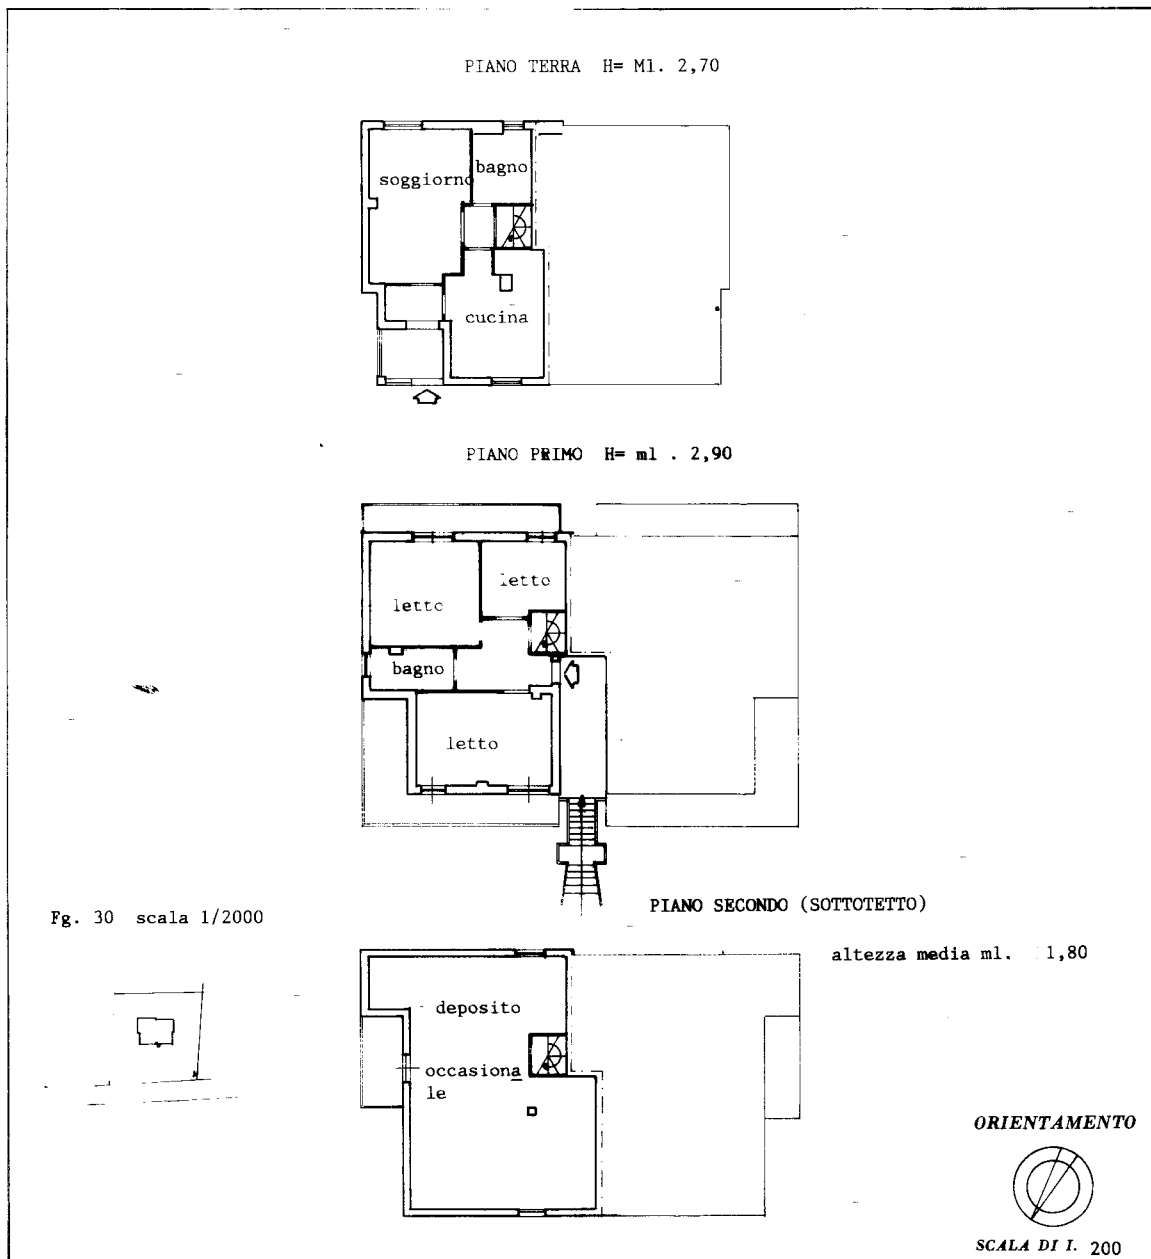 PIANO TERRA H= Ml. 2,70
bagno
soggiorno
cucina
PIANO PRIMO H= ml . 2,90
letto
letto
bagno
letto
Fg. 30 scala 1/2000
PIANO SECONDO (SOTTOTETTO)
altezza media ml. 1,80
deposito
occasiona
le
ORIENTAMENTO
SCALA DI I. 200